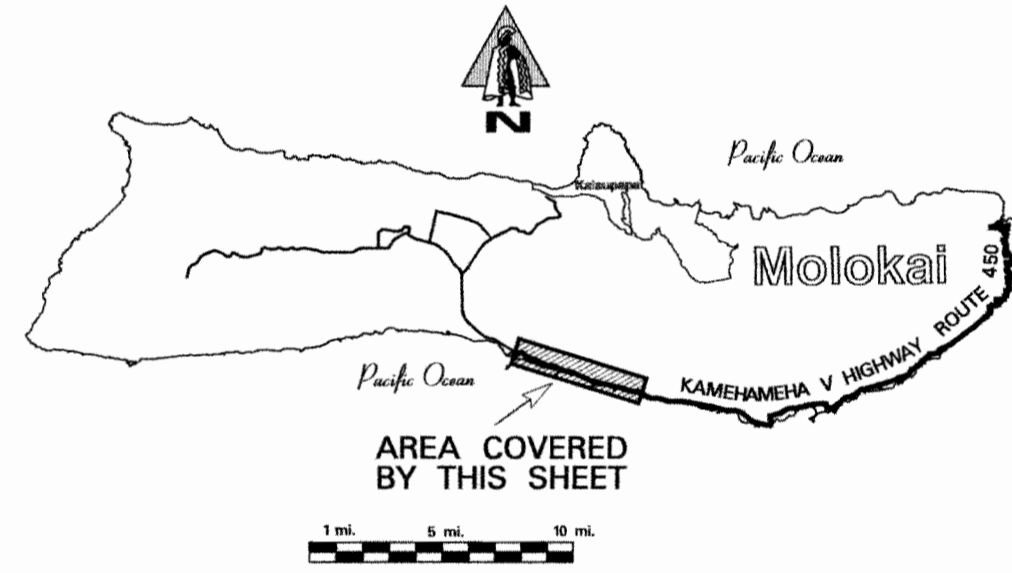 N
Pacific Ocean
Kalaupapa
Molokai
KAMEHAMEHA V HIGHWAY ROUTE 450
Pacific Ocean
AREA COVERED
BY THIS SHEET
1 mi. 5 mi. 10 mi.